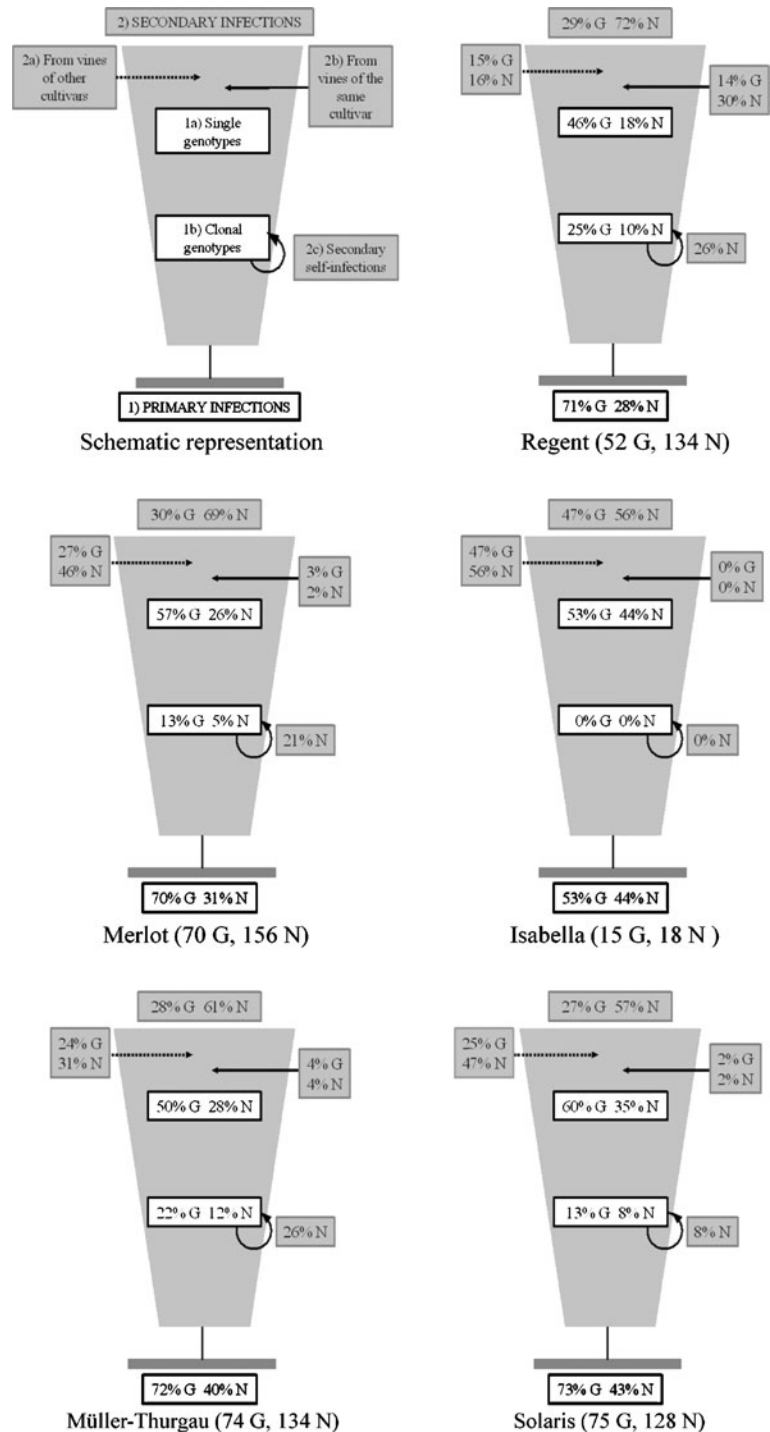 2) SECONDARY INFECTIONS
2a) From vines
of other
cultivars
2b) From
vines of the
same
cultivar
1a) Single
genotypes
1b) Clonal
genotypes
2c) Secondary
self-infections
1) PRIMARY INFECTIONS
Schematic representation
29% G 72% N
15% G
16% N
14% G
30% N
46% G 18% N
25% G 10% N
26% N
71% G 28% N
Regent (52 G, 134 N)
30% G 69% N
27% G
46% N
3% G
2% N
57% G 26% N
13% G 5% N
21% N
70% G 31% N
Merlot (70 G, 156 N)
47% G 56% N
47% G
56% N
0% G
0% N
53% G 44% N
0% G 0% N
0% N
53% G 44% N
Isabella (15 G, 18 N )
28% G 61% N
24% G
31% N
4% G
4% N
50% G 28% N
22% G 12% N
26% N
72% G 40% N
Müller-Thurgau (74 G, 134 N)
27% G 57% N
25% G
47% N
2% G
2% N
60% G 35% N
13% G 8% N
8% N
73% G 43% N
Solaris (75 G, 128 N)